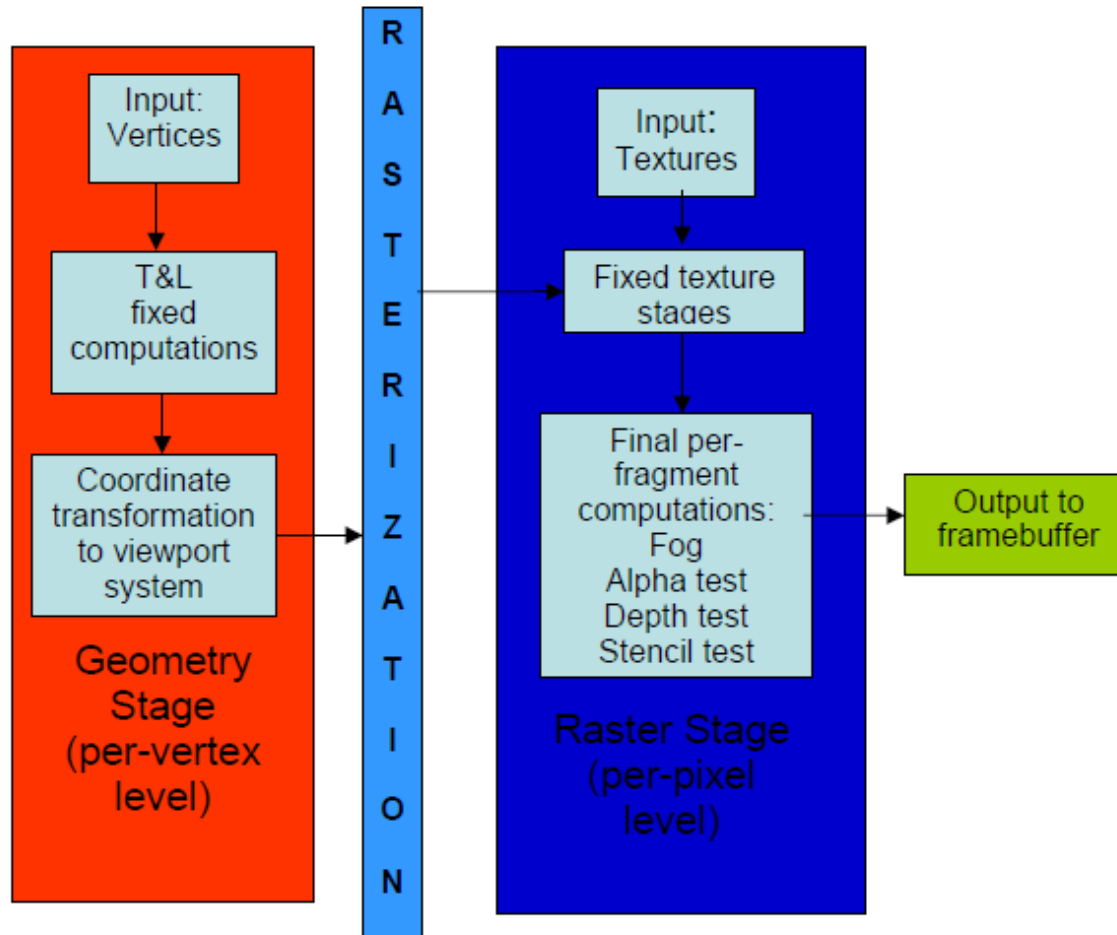 Input:
Vertices
T&L
fixed
computations
Coordinate
transformation
to viewport
system
Geometry
Stage
(per-vertex
level)
R
A
S
T
E
R
I
Z
A
T
I
O
N
Input:
Textures
Fixed texture
stages
Final per-
fragment
computations:
Fog
Alpha test
Depth test
Stencil test
Raster Stage
(per-pixel
level)
Output to
framebuffer